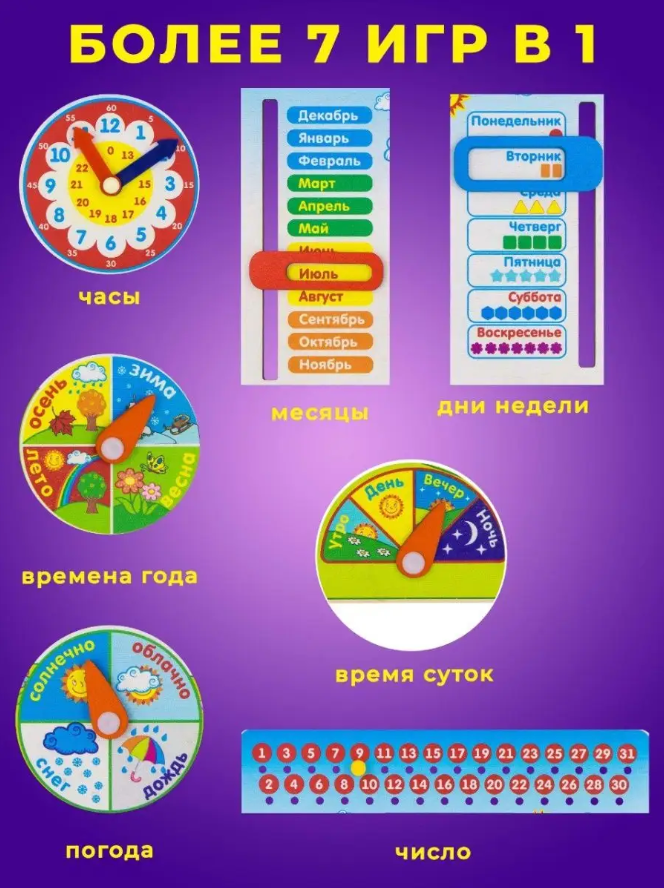 БОЛЕЕ 7 ИГР В 1
60
55 5
50 10
45 15
40 20
35 25
30
12
1
3
4
5
6
7
8
9
10
0
13
15
16
17
18
19
20
21
22
часы
Декабрь
Январь
Февраль
Март
Апрель
Май
Июнь
Июль
Август
Сентябрь
Октябрь
Ноябрь
месяцы
Понедельник
Вторник
Среда
Четверг
Пятница
Суббота
Воскресенье
дни недели
осень
зима
лето
весна
времена года
Утро
День
Вечер
Ночь
время суток
солнечно
облачно
снег
дождь
погода
1 3 5 7 9 11 13 15 17 19 21 23 25 27 29 31
2 4 6 8 10 12 14 16 18 20 22 24 26 28 30
число